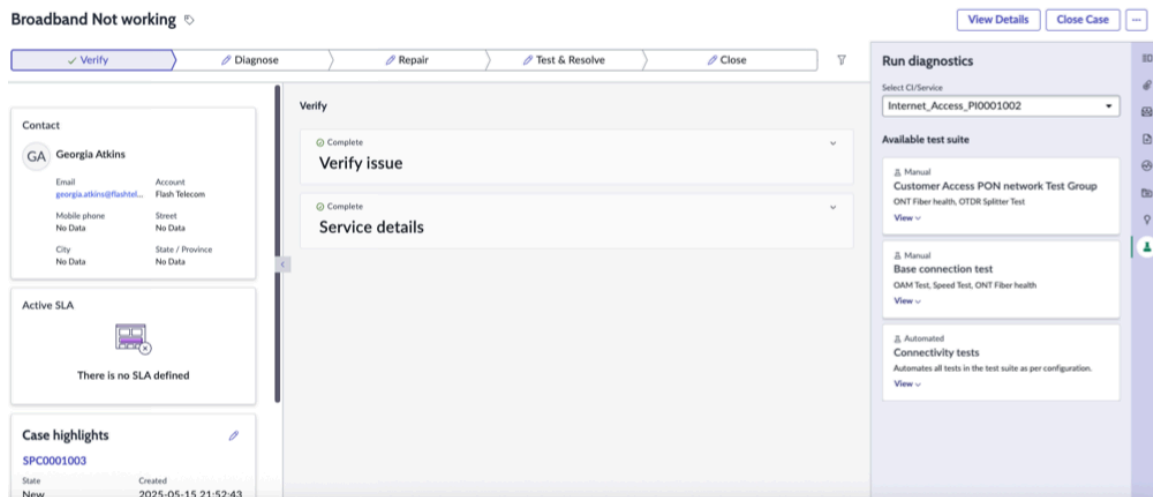 Broadband Not working
View Details
Close Case
Verify
Diagnose
Repair
Test & Resolve
Close
Contact
GA
Georgia Atkins
Email
Account
georgia.atkins@flashtel...
Flash Telecom
Mobile phone
Street
No Data
No Data
City
State / Province
No Data
No Data
Active SLA
There is no SLA defined
Case highlights
SPC0001003
State
Created
New
2025-05-15 21:52:43
Verify
Complete
Verify issue
Complete
Service details
Run diagnostics
Select CI/Service
Internet_Access_PI0001002
Available test suite
Manual
Customer Access PON network Test Group
ONT Fiber health, OTDR Splitter Test
View
Manual
Base connection test
OAM Test, Speed Test, ONT Fiber health
View
Automated
Connectivity tests
Automates all tests in the test suite as per configuration.
View